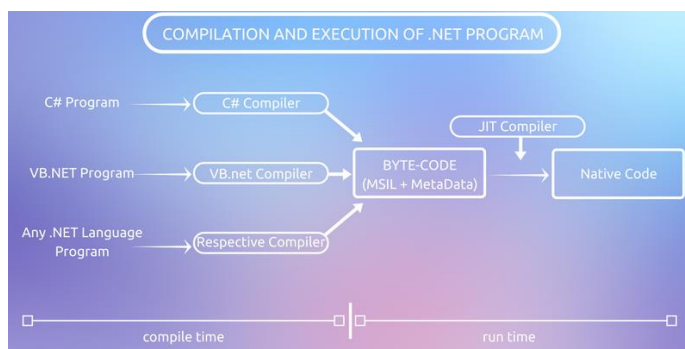 COMPILATION AND EXECUTION OF .NET PROGRAM
C# Program
C# Compiler
JIT Compiler
VB.NET Program
VB.net Compiler
BYTE-CODE
(MSIL + MetaData)
Native Code
Any .NET Language
Program
Respective Compiler
compile time
run time